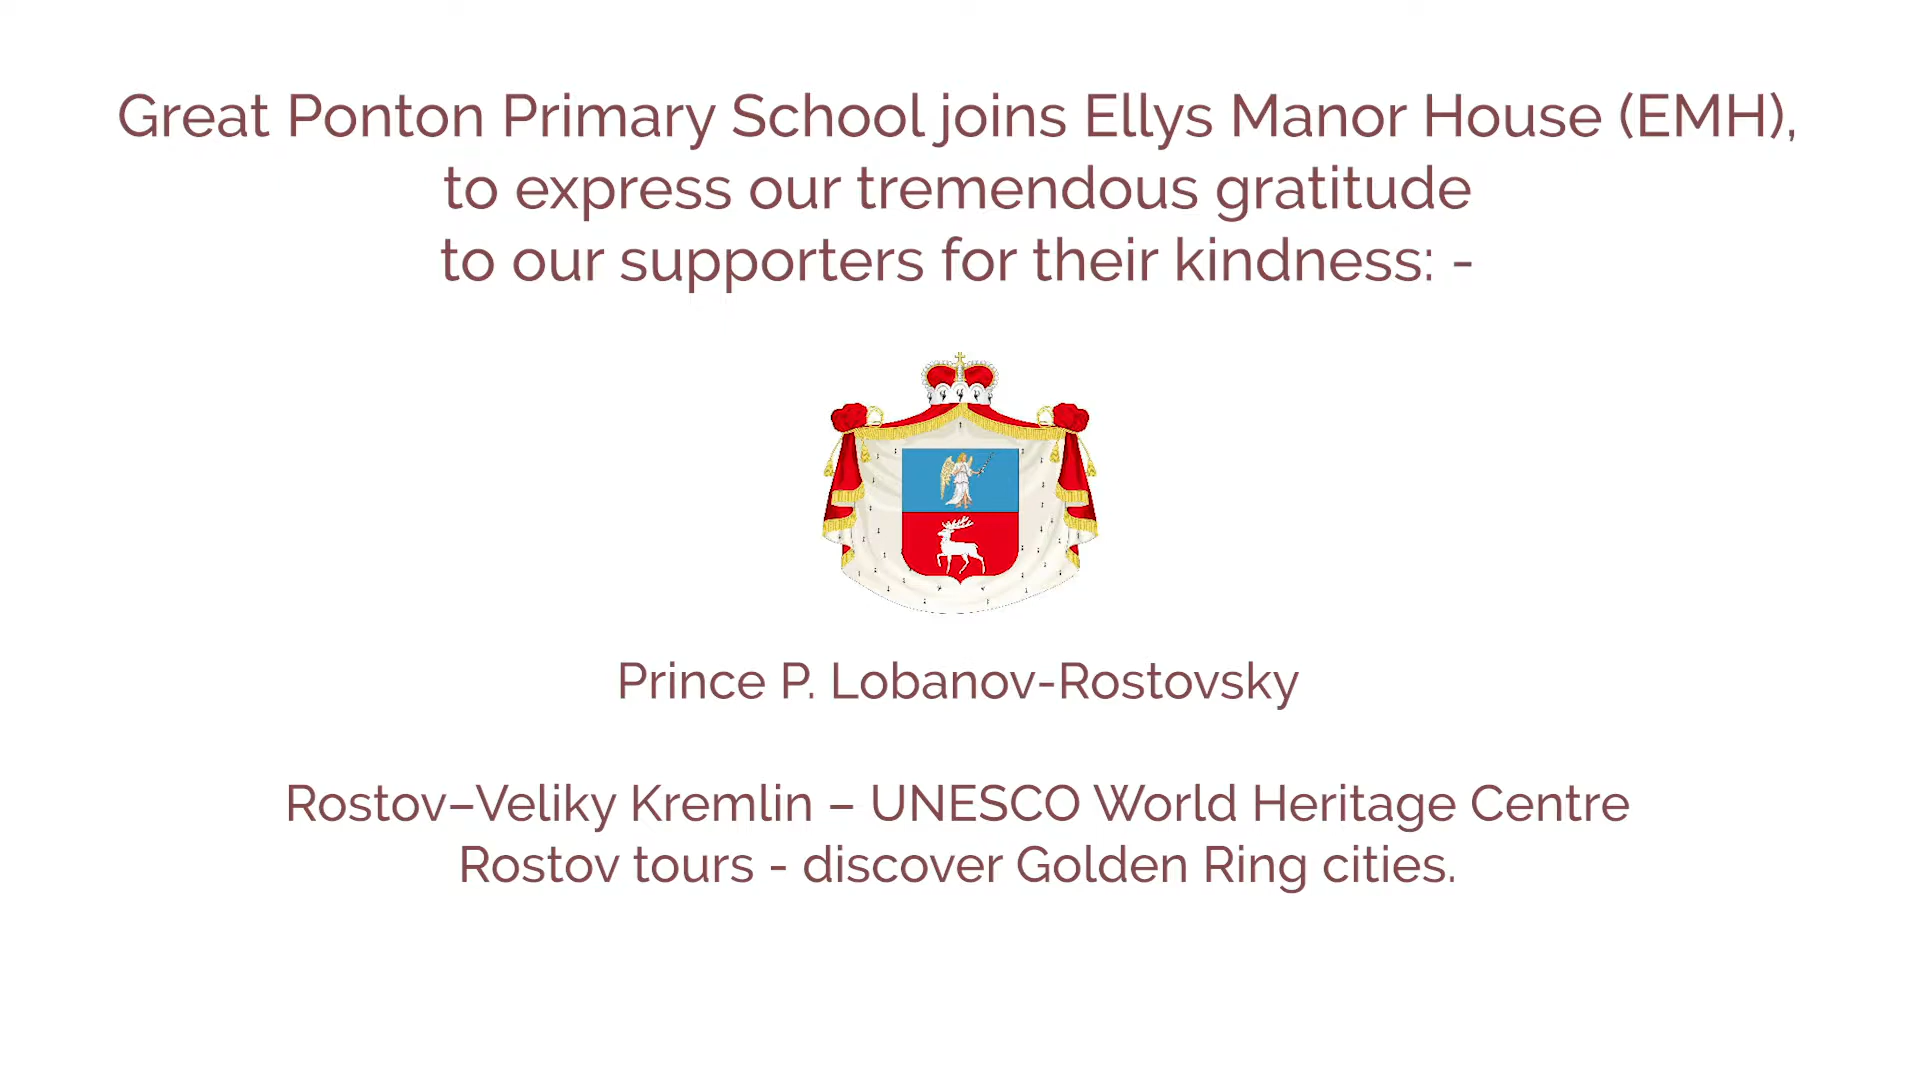 Great Ponton Primary School joins Ellys Manor House (EMH),
to express our tremendous gratitude
to our supporters for their kindness: -
Prince P. Lobanov-Rostovsky
Rostov–Veliky Kremlin – UNESCO World Heritage Centre
Rostov tours - discover Golden Ring cities.